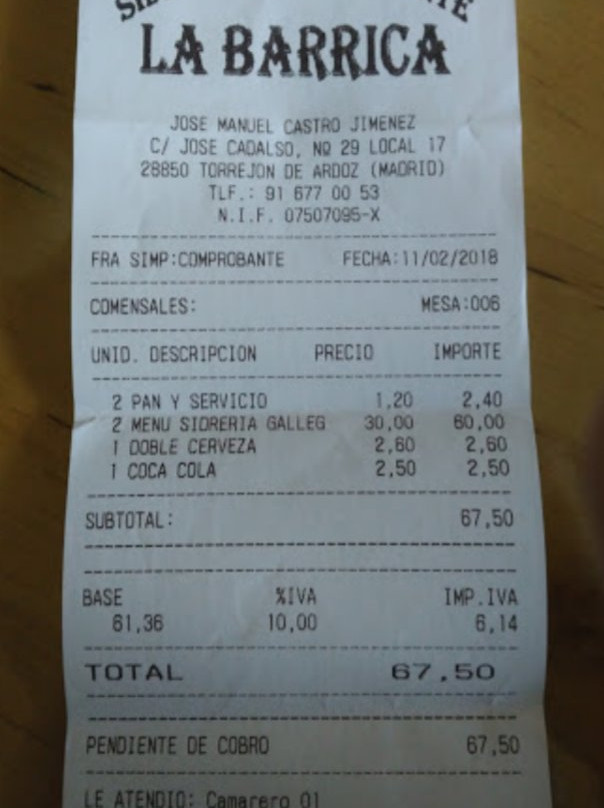 LA BARRICA
JOSE MANUEL CASTRO JIMENEZ
C/ JOSE CADALSO, Nº 29 LOCAL 17
28850 TORREJON DE ARDOZ (MADRID)
TLF.: 91 677 00 53
N.I.F. 07507095-X
FRA SIMP:COMPROBANTE FECHA:11/02/2018
COMENSALES: MESA:006
UNID. DESCRIPCION PRECIO IMPORTE
2 PAN Y SERVICIO 1,20 2,40
2 MENU SIDRERIA GALLEG 30,00 60,00
1 DOBLE CERVEZA 2,60 2,60
1 COCA COLA 2,50 2,50
SUBTOTAL: 67,50
BASE %IVA IMP.IVA
61,36 10,00 6,14
TOTAL 67,50
PENDIENTE DE COBRO 67,50
LE ATENDIO: Camarero 01